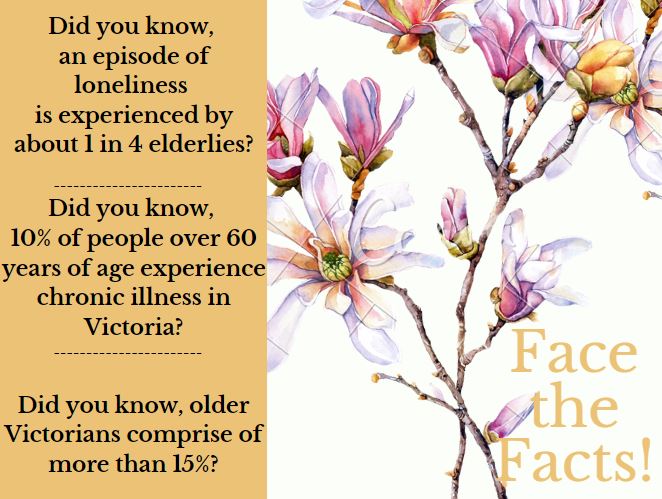 Did you know,
an episode of
loneliness
is experienced by
about 1 in 4 elderlies?
-----------------------
Did you know,
10% of people over 60
years of age experience
chronic illness in
Victoria?
-----------------------
Did you know, older
Victorians comprise of
more than 15%?
Face
the
Facts!